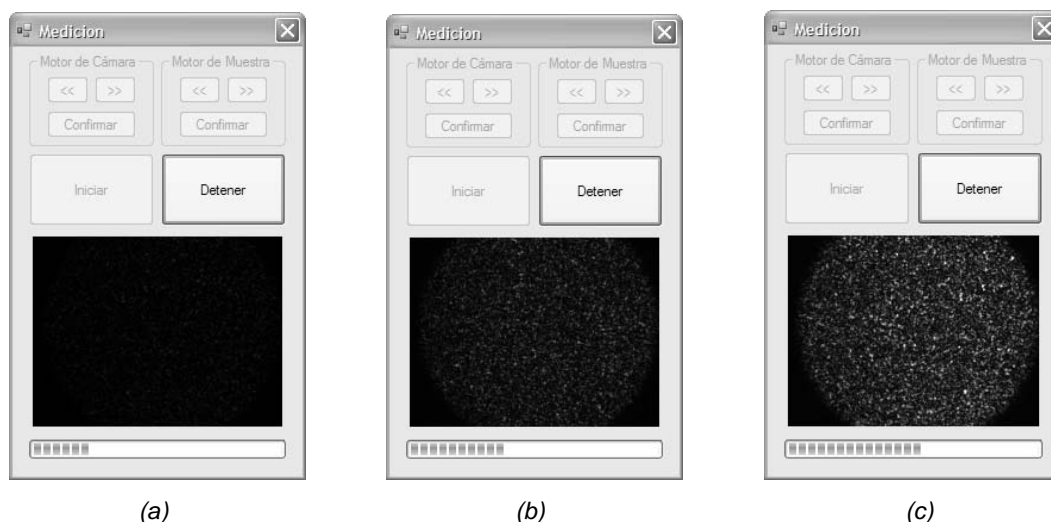 Medicion
Motor de Cámara Motor de Muestra
<< >> << >>
Confirmar Confirmar
Iniciar Detener
(a)
Medicion
Motor de Cámara Motor de Muestra
<< >> << >>
Confirmar Confirmar
Iniciar Detener
(b)
Medicion
Motor de Cámara Motor de Muestra
<< >> << >>
Confirmar Confirmar
Iniciar Detener
(c)